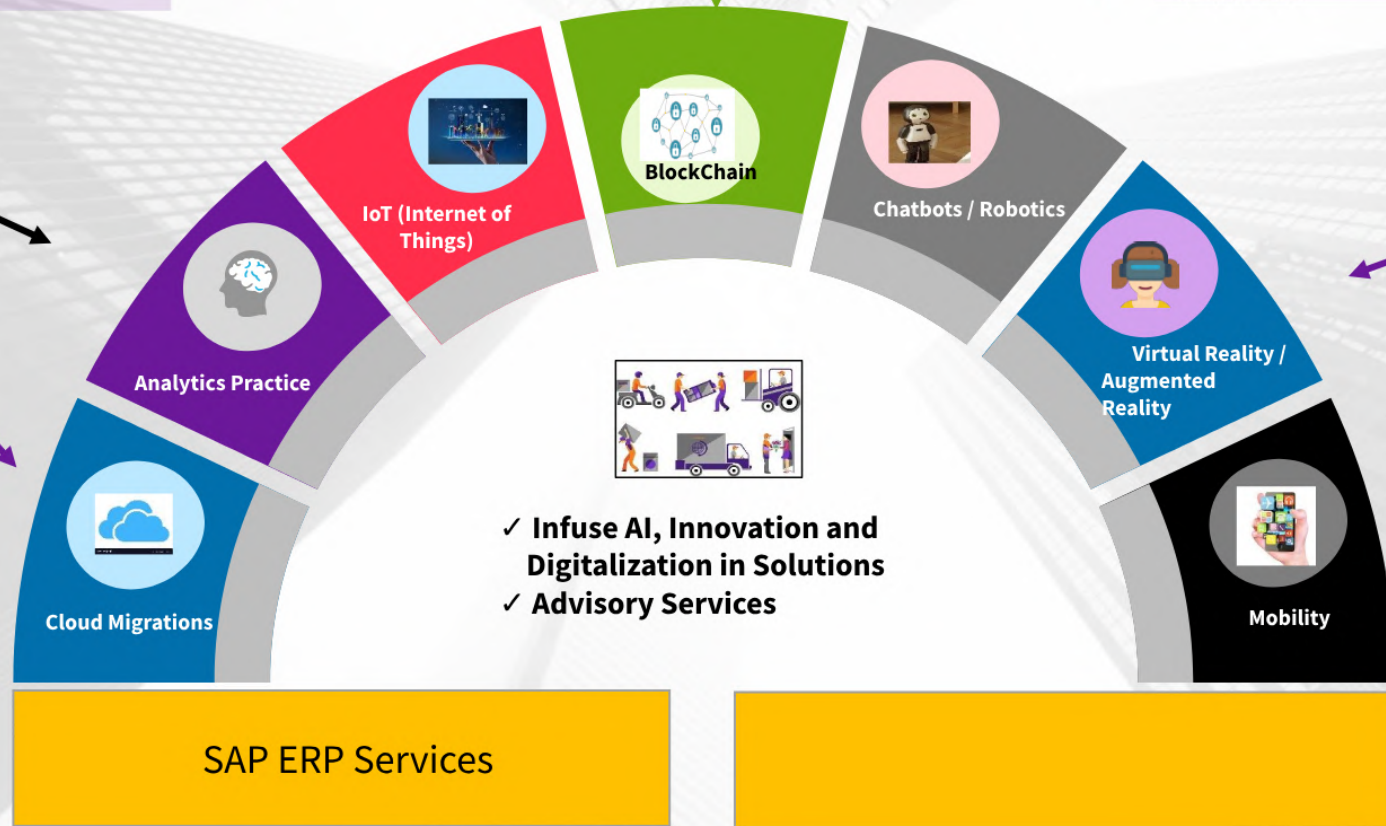 BlockChain
IoT (Internet of
Things)
Chatbots / Robotics
Analytics Practice
Virtual Reality /
Augmented
Reality
Cloud Migrations
Mobility
✓ Infuse AI, Innovation and
Digitalization in Solutions
✓ Advisory Services
SAP ERP Services